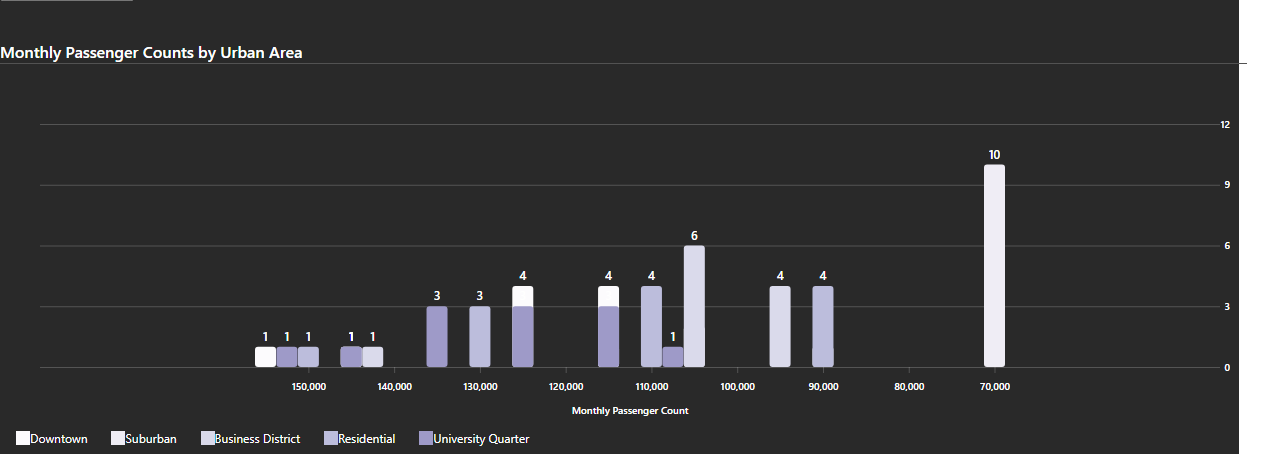 Monthly Passenger Counts by Urban Area
12
10
9
6
6
4 4 4 4 4
3 3 3
1 1 1 1 1 1
0
150,000 140,000 130,000 120,000 110,000 100,000 90,000 80,000 70,000
Monthly Passenger Count
Downtown Suburban Business District Residential University Quarter